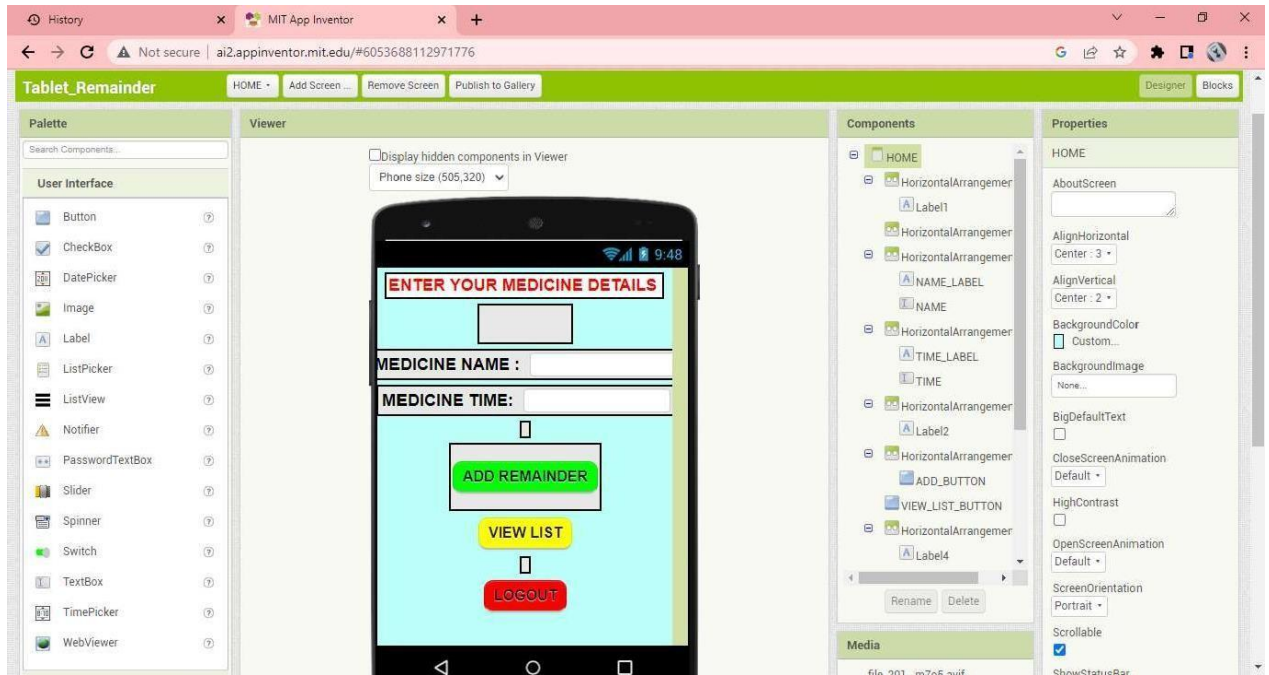 History
MIT App Inventor
Not secure ai2.appinventor.mit.edu/#6053688112971776
Tablet_Remainder
HOME
Add Screen ...
Remove Screen
Publish to Gallery
Designer
Blocks
Palette
Search Components...
User Interface
Button
CheckBox
DatePicker
Image
Label
ListPicker
ListView
Notifier
PasswordTextBox
Slider
Spinner
Switch
TextBox
TimePicker
WebViewer
Viewer
Display hidden components in Viewer
Phone size (505,320)
9:48
ENTER YOUR MEDICINE DETAILS
MEDICINE NAME :
MEDICINE TIME:
ADD REMAINDER
VIEW LIST
LOGOUT
Components
HOME
HorizontalArrangemer
Label1
HorizontalArrangemer
HorizontalArrangemer
NAME_LABEL
NAME
HorizontalArrangemer
TIME_LABEL
TIME
HorizontalArrangemer
Label2
HorizontalArrangemer
ADD_BUTTON
VIEW_LIST_BUTTON
HorizontalArrangemer
Label4
Rename
Delete
Media
Properties
HOME
AboutScreen
AlignHorizontal
Center : 3
AlignVertical
Center : 2
BackgroundColor
Custom...
BackgroundImage
None...
BigDefaultText
CloseScreenAnimation
Default
HighContrast
OpenScreenAnimation
Default
ScreenOrientation
Portrait
Scrollable
ShowStatusBar